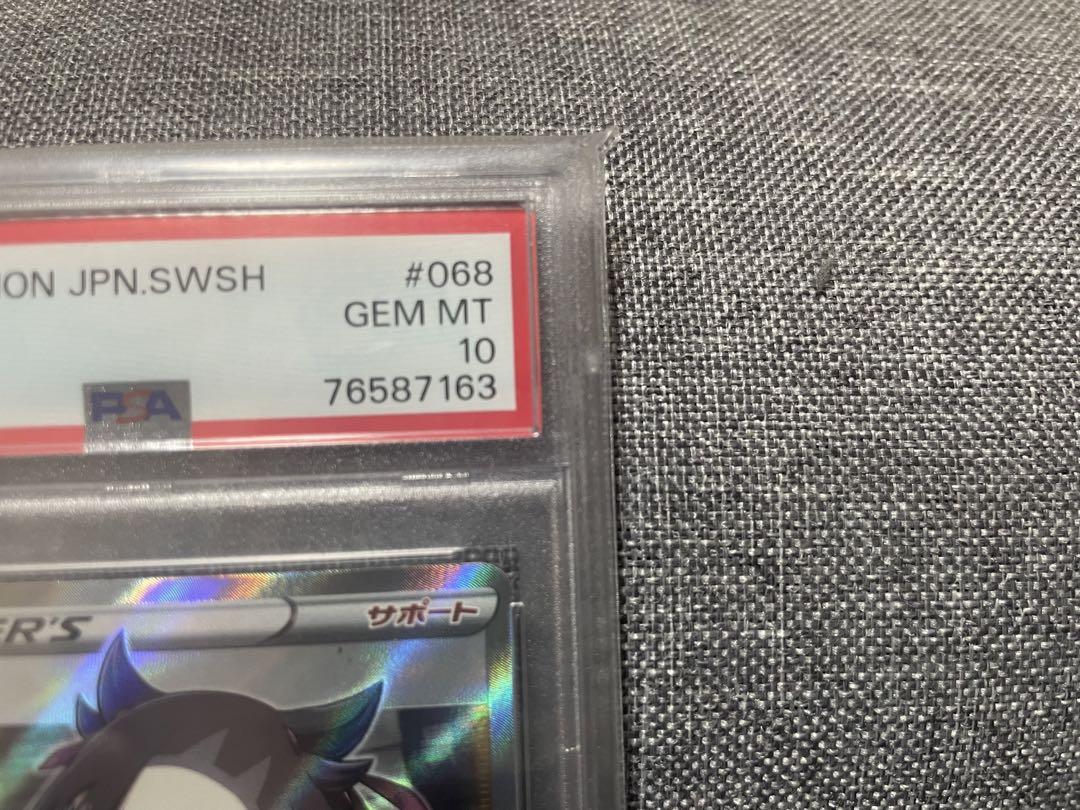 ION JPN.SWSH #068
GEM MT
10
PSA 76587163
ER'S サポート